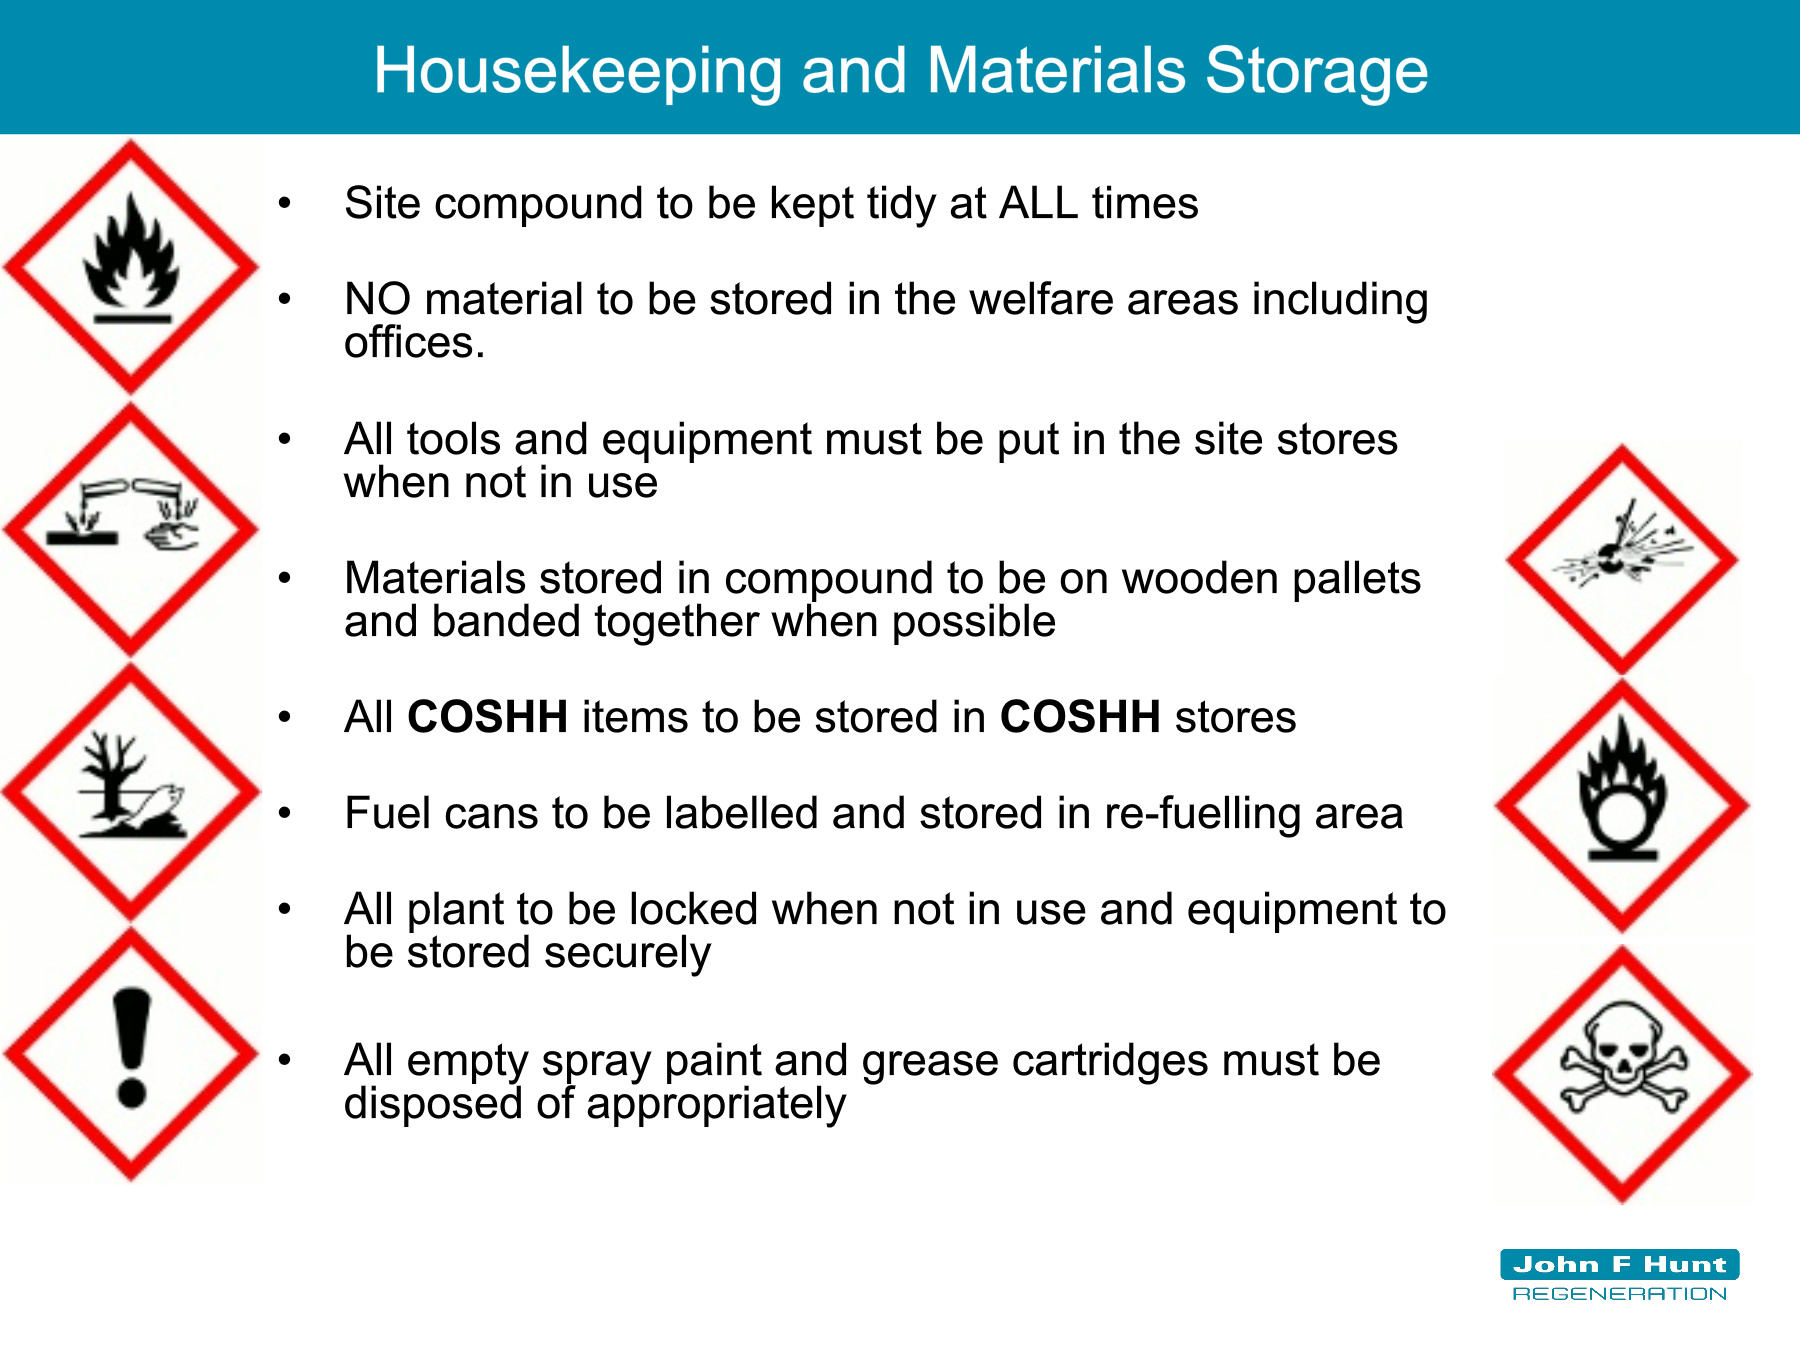 Housekeeping and Materials Storage
• Site compound to be kept tidy at ALL times
• NO material to be stored in the welfare areas including
offices.
• All tools and equipment must be put in the site stores
when not in use
• Materials stored in compound to be on wooden pallets
and banded together when possible
• All COSHH items to be stored in COSHH stores
• Fuel cans to be labelled and stored in re-fuelling area
• All plant to be locked when not in use and equipment to
be stored securely
• All empty spray paint and grease cartridges must be
disposed of appropriately
John F Hunt
REGENERATION